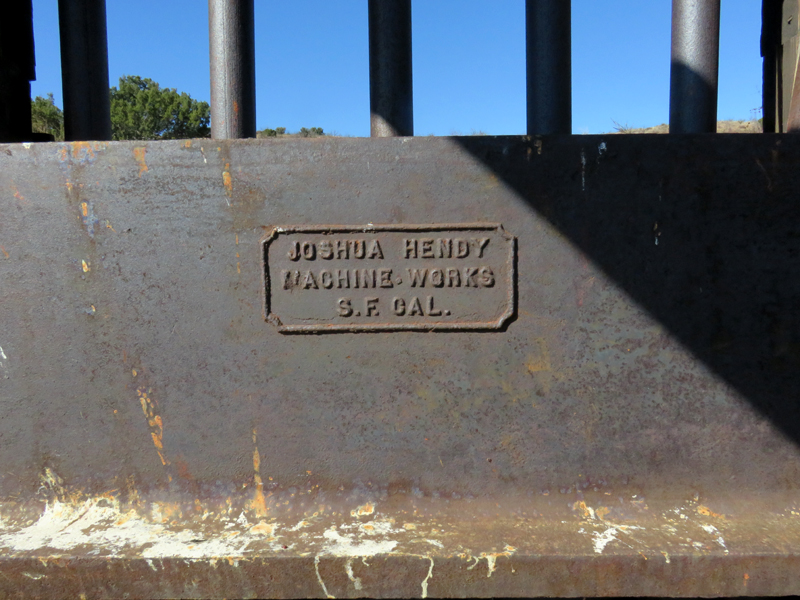 JOSHUA HENDY
MACHINE. WORKS
S.F. CAL.